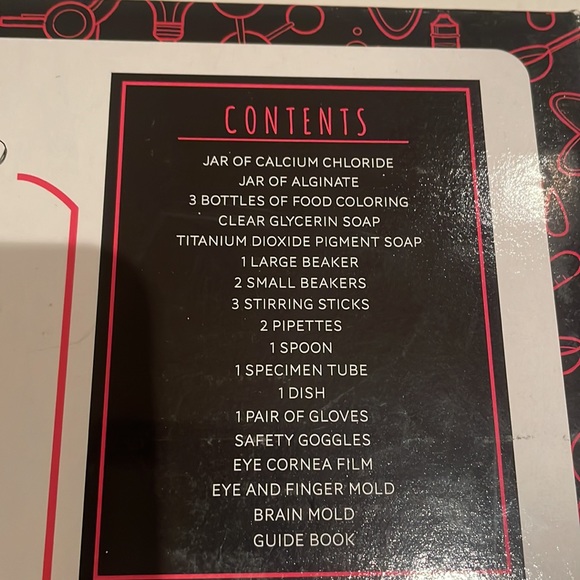 CONTENTS
JAR OF CALCIUM CHLORIDE
JAR OF ALGINATE
3 BOTTLES OF FOOD COLORING
CLEAR GLYCERIN SOAP
TITANIUM DIOXIDE PIGMENT SOAP
1 LARGE BEAKER
2 SMALL BEAKERS
3 STIRRING STICKS
2 PIPETTES
1 SPOON
1 SPECIMEN TUBE
1 DISH
1 PAIR OF GLOVES
SAFETY GOGGLES
EYE CORNEA FILM
EYE AND FINGER MOLD
BRAIN MOLD
GUIDE BOOK